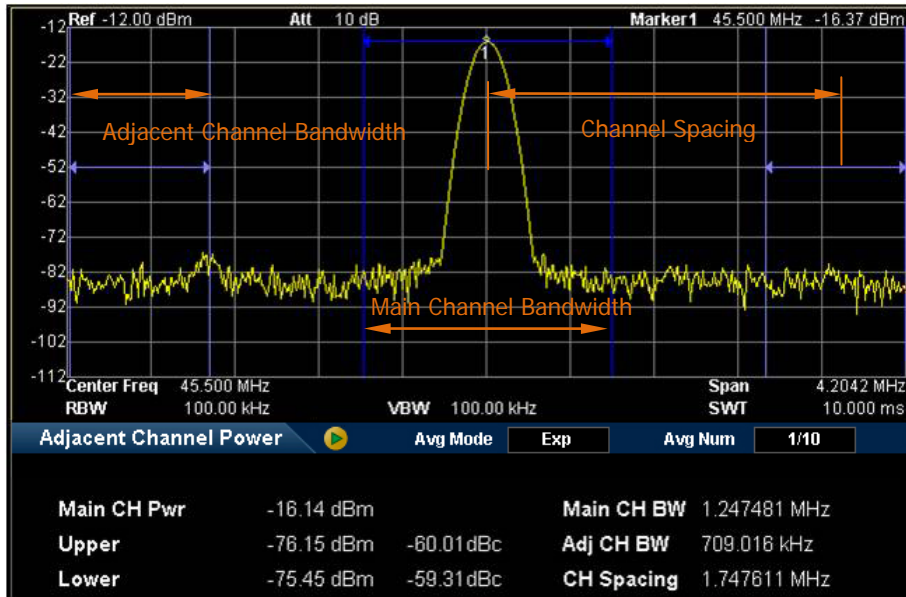 Ref -12.00 dBm Att 10 dB Marker1 45.500 MHz -16.37 dBm
-12
1
-22
-32
Adjacent Channel Bandwidth Channel Spacing
-42
-52
-62
-72
-82
-92
Main Channel Bandwidth
-102
-112
Center Freq 45.500 MHz Span 4.2042 MHz
RBW 100.00 kHz VBW 100.00 kHz SWT 10.000 ms
Adjacent Channel Power Avg Mode Exp Avg Num 1/10
Main CH Pwr -16.14 dBm Main CH BW 1.247481 MHz
Upper -76.15 dBm -60.01dBc Adj CH BW 709.016 kHz
Lower -75.45 dBm -59.31dBc CH Spacing 1.747611 MHz